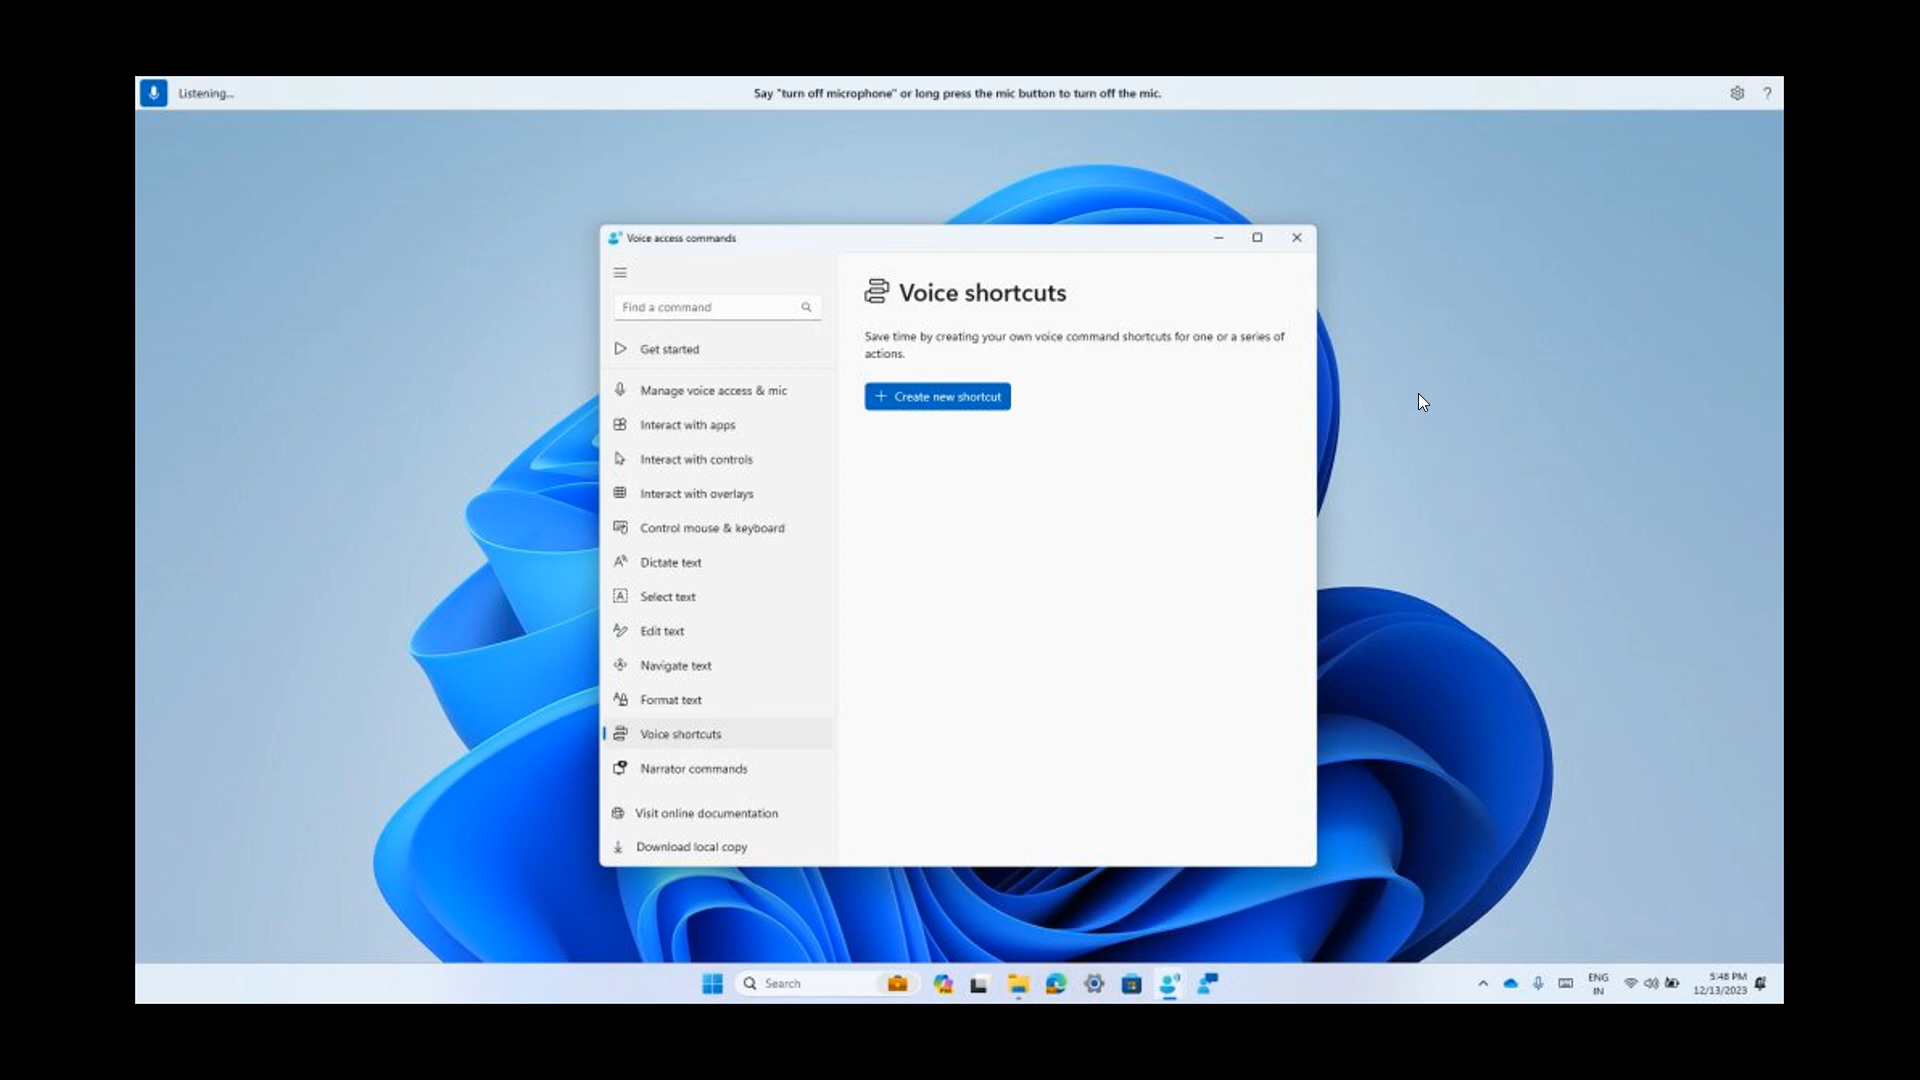 Listening...
Say "turn off microphone" or long press the mic button to turn off the mic.
?
Voice access commands
Find a command
Get started
Manage voice access & mic
Interact with apps
Interact with controls
Interact with overlays
Control mouse & keyboard
Dictate text
Select text
Edit text
Navigate text
Format text
Voice shortcuts
Narrator commands
Visit online documentation
Download local copy
Voice shortcuts
Save time by creating your own voice command shortcuts for one or a series of
actions.
+ Create new shortcut
Search
ENG
IN
5:48 PM
12/13/2023